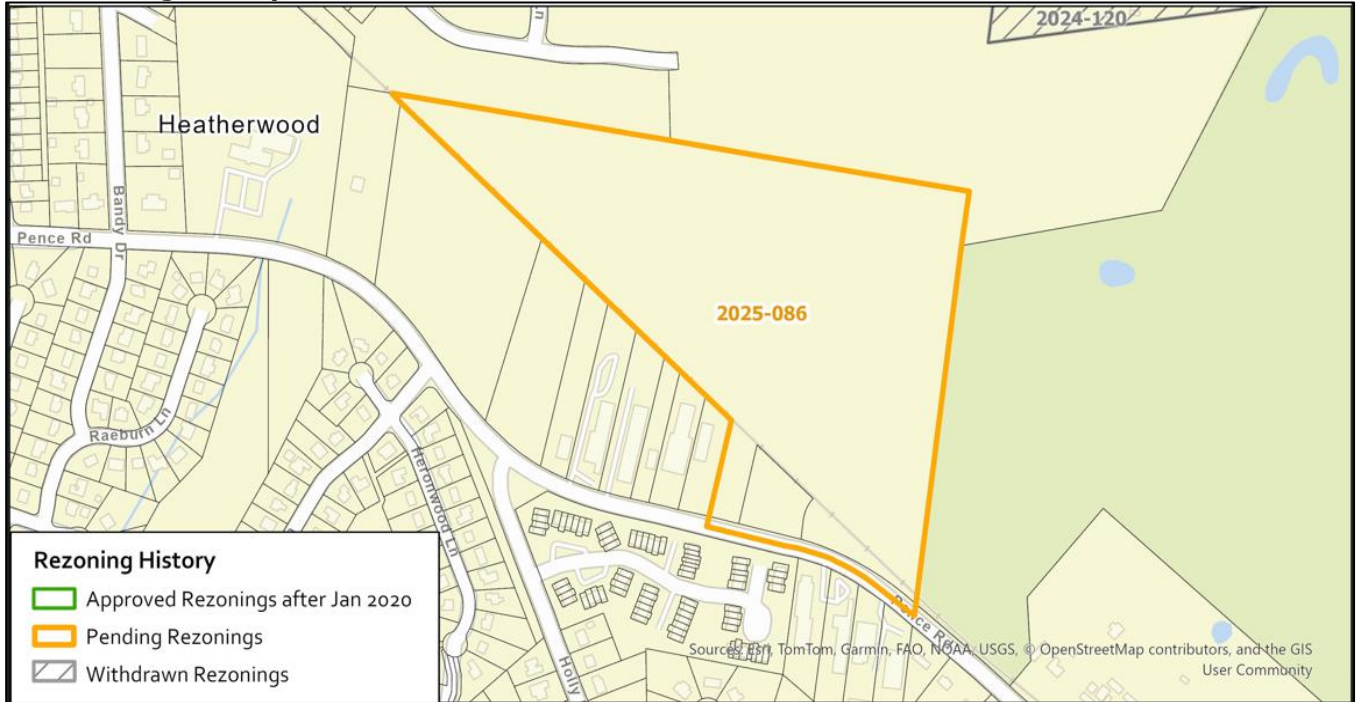 ln
2024-120
Heatherwood
Bandy Dr
Pence Rd
2025-086
Raeburn Ln
Heronwood Ln
Holly
Pence Rd
Rezoning History
Approved Rezonings after Jan 2020
Pending Rezonings
Withdrawn Rezonings
Sources: Esri, TomTom, Garmin, FAO, NOAA, USGS, © OpenStreetMap contributors, and the GIS
User Community